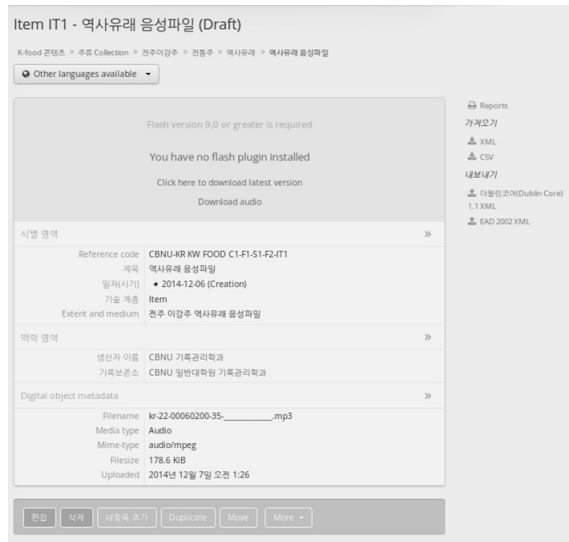 Item IT1 - 역사유래 음성파일 (Draft)
K-food 콘텐츠 » 주류 Collection » 전주이강주 » 전통주 » 역사유래 » 역사유래 음성파일
Other languages available
Flash version 9,0 or greater is required
You have no flash plugin installed
Click here to download latest version
Download audio
식별 영역 »
Reference code CBNU-KR KW FOOD C1-F1-S1-F2-IT1
제목 역사유래 음성파일
일자(시기) • 2014-12-06 (Creation)
기술 계층 Item
Extent and medium 전주 이강주 역사유래 음성파일
맥락 영역 »
생산자 이름 CBNU 기록관리학과
기록보존소 CBNU 일반대학원 기록관리학과
Digital object metadata »
Filename kr-22-00060200-35-___________.mp3
Media type Audio
Mime-type audio/mpeg
Filesize 178.6 KiB
Uploaded 2014년 12월 7일 오전 1:26
편집 삭제 새항목 추가 Duplicate Move More
Reports
가져오기
XML
CSV
내보내기
더블린코어(Dublin Core)
1.1 XML
EAD 2002 XML